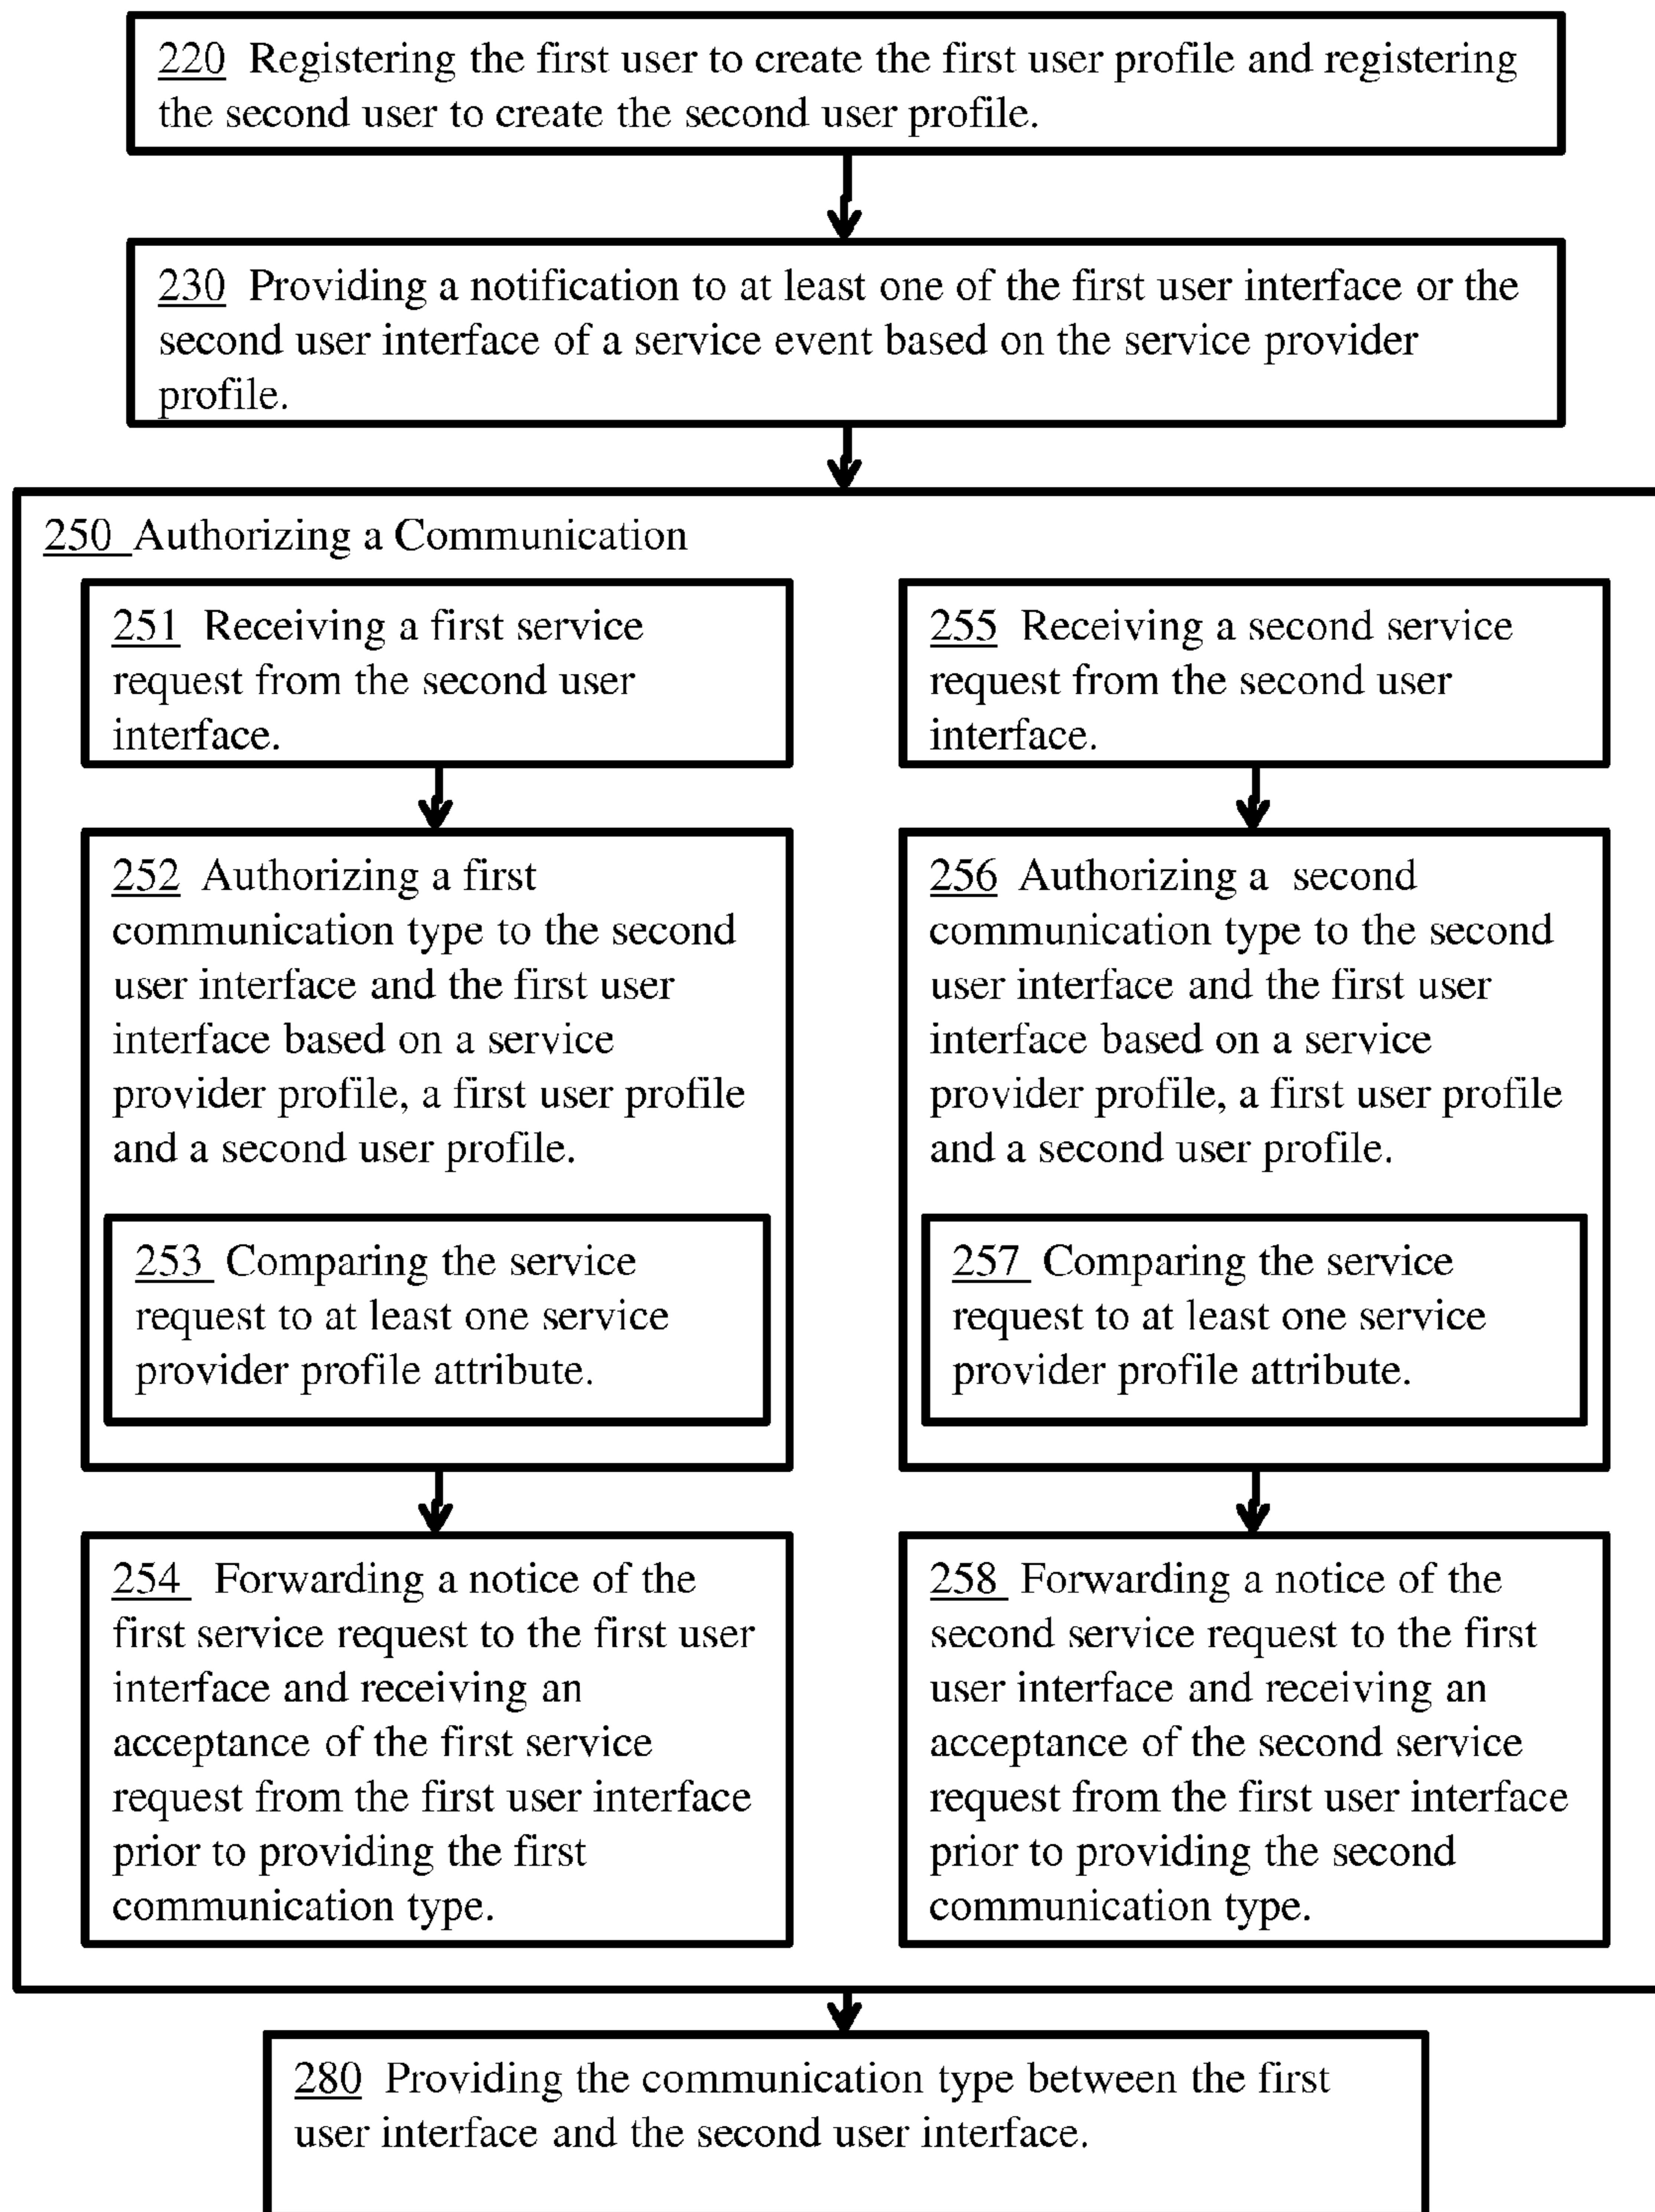 220 Registering the first user to create the first user profile and registering
the second user to create the second user profile.
230 Providing a notification to at least one of the first user interface or the
second user interface of a service event based on the service provider
profile.
250 Authorizing a Communication
251 Receiving a first service
request from the second user
interface.
252 Authorizing a first
communication type to the second
user interface and the first user
interface based on a service
provider profile, a first user profile
and a second user profile.
253 Comparing the service
request to at least one service
provider profile attribute.
254 Forwarding a notice of the
first service request to the first user
interface and receiving an
acceptance of the first service
request from the first user interface
prior to providing the first
communication type.
255 Receiving a second service
request from the second user
interface.
256 Authorizing a second
communication type to the second
user interface and the first user
interface based on a service
provider profile, a first user profile
and a second user profile.
257 Comparing the service
request to at least one service
provider profile attribute.
258 Forwarding a notice of the
second service request to the first
user interface and receiving an
acceptance of the second service
request from the first user interface
prior to providing the second
communication type.
280 Providing the communication type between the first
user interface and the second user interface.